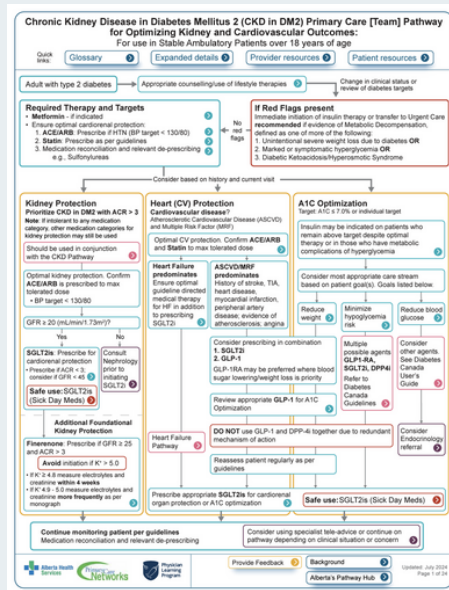 Chronic Kidney Disease in Diabetes Mellitus 2 (CKD in DM2) Primary Care [Team] Pathway
for Optimizing Kidney and Cardiovascular Outcomes:
For use in Stable Ambulatory Patients over 18 years of age
Quick links:
Glossary
Expanded details
Provider resources
Patient resources
Adult with type 2 diabetes
Appropriate counselling/use of lifestyle therapies
Change in clinical status or
review of diabetes targets
Required Therapy and Targets
• Metformin - if indicated
• Ensure optimal cardiorenal protection:
1. ACE/ARB: Prescribe if HTN (BP target < 130/80)
2. Statin: Prescribe as per guidelines
3. Medication reconciliation and relevant de-prescribing
e.g., Sulfonylureas
No
red
flags
If Red Flags present
Immediate initiation of insulin therapy or transfer to Urgent Care
recommended if evidence of Metabolic Decompensation,
defined as one or more of the following:
1. Unintentional severe weight loss due to diabetes OR
2. Marked or symptomatic hyperglycemia OR
3. Diabetic Ketoacidosis/Hyperosmotic Syndrome
Consider based on history and current visit
Kidney Protection
Prioritize CKD in DM2 with ACR > 3
Note: If intolerant to any medication
category, other medication categories for
kidney protection may still be used
Should be used in conjunction
with the CKD Pathway
Optimal kidney protection. Confirm
ACE/ARB is prescribed to max
tolerated dose
• BP target < 130/80
GFR ≥ 20 (mL/min/1.73m²)?
Yes
No
SGLT2is: Prescribe for
cardiorenal protection
• Prescribe if ACR < 3;
consider if GFR < 45
Safe use: SGLT2is
(Sick Day Meds)
Consult
Nephrology
prior to
initiating
SGLT2i
Additional Foundational
Kidney Protection
Finerenone: Prescribe if GFR ≥ 25
and ACR > 3
Avoid initiation if K⁺ > 5.0
• If K⁺ ≥ 4.8 measure electrolytes and
creatinine within 4 weeks
• If K⁺ 4.9 - 5.0 measure electrolytes and
creatinine more frequently as per
monograph
Heart (CV) Protection
Cardiovascular disease?
Atherosclerotic Cardiovascular Disease (ASCVD)
and Multiple Risk Factor (MRF)
Optimal CV protection. Confirm ACE/ARB
and Statin to max tolerated dose
Heart Failure
predominates
Ensure optimal
guideline directed
medical therapy
for HF in addition
to prescribing
SGLT2i
ASCVD/MRF
predominates
History of stroke, TIA,
heart disease,
myocardial infarction,
peripheral artery
disease; evidence of
atherosclerosis; angina
Consider prescribing in combination
1. SGLT2i
2. GLP-1
GLP-1RA may be preferred where blood
sugar lowering/weight loss is priority
Review appropriate GLP-1 for A1C
Optimization
Heart Failure
Pathway
DO NOT use GLP-1 and DPP-4i together due to redundant
mechanism of action
Reassess patient regularly as per
guidelines
Prescribe appropriate SGLT2is for cardiorenal
organ protection or A1C optimization
A1C Optimization
Target: A1C ≤ 7.0% or individual target
Insulin may be indicated on patients who
remain above target despite optimal
therapy or in those who have metabolic
complications of hyperglycemia
Consider most appropriate care stream
based on patient goal(s). Goals listed below:
Reduce
weight
Minimize
hypoglycemia
risk
Reduce blood
glucose
Multiple
possible agents
GLP1-RA,
SGLT2i, DPP4i
Refer to
Diabetes
Canada
Guidelines
Consider
other agents
See Diabetes
Canada
User's
Guide
Consider
Endocrinology
referral
Safe use: SGLT2is (Sick Day Meds)
Continue monitoring patient per guidelines
Medication reconciliation and relevant de-prescribing
Consider using specialist tele-advice or continue on
pathway depending on clinical situation or concern
Alberta Health
Services
Primary Care
Networks
Physician
Learning
Program
Provide Feedback
Background
Alberta's Pathway Hub
Updated: July 2024
Page 1 of 24